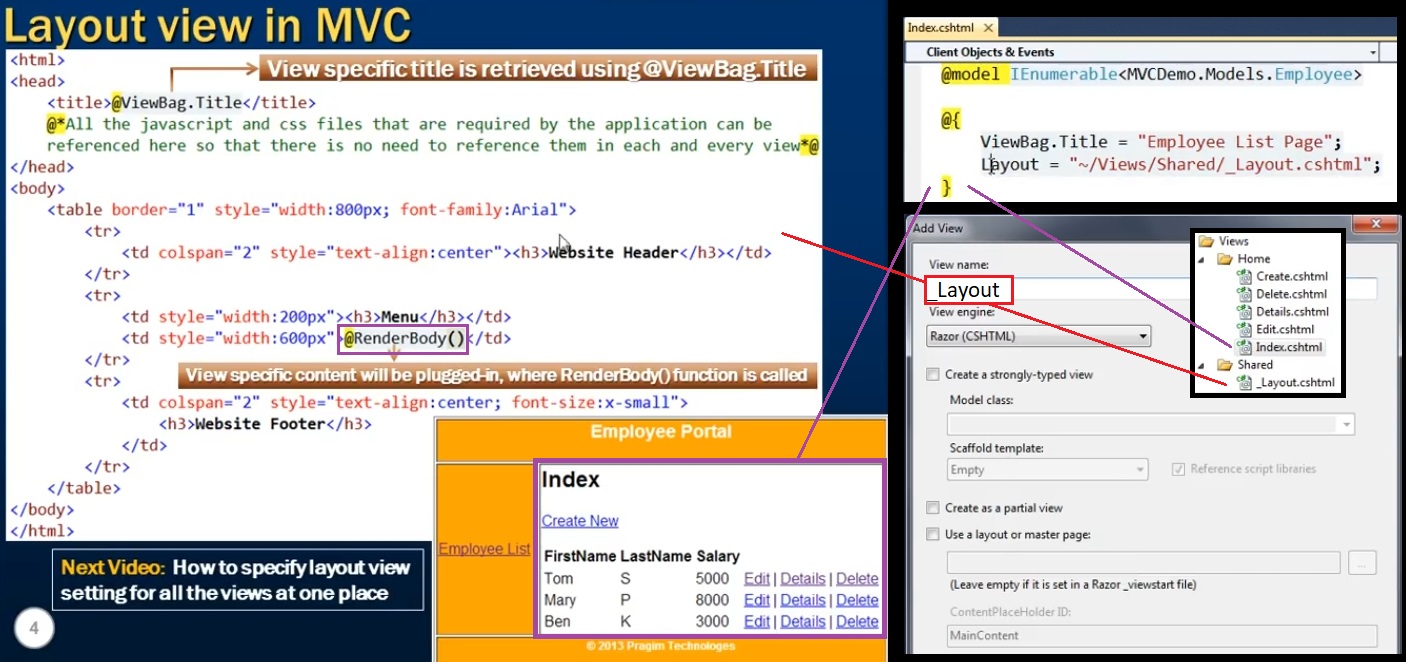 Layout view in MVC
<html>
View specific title is retrieved using @ViewBag.Title
<head>
<title>@ViewBag.Title</title>
@*All the javascript and css files that are required by the application can be
referenced here so that there is no need to reference them in each and every view*@
</head>
<body>
<table border="1" style="width:800px; font-family:Arial">
<tr>
<td colspan="2" style="text-align:center"><h3>Website Header</h3></td>
</tr>
<tr>
<td style="width:200px"><h3>Menu</h3></td>
<td style="width:600px">@RenderBody()</td>
</tr>
View specific content will be plugged-in, where RenderBody() function is called
<tr>
<td colspan="2" style="text-align:center; font-size:x-small">
<h3>Website Footer</h3>
</td>
</tr>
</table>
</body>
</html>
Next Video: How to specify layout view
setting for all the views at one place
4
Employee Portal
Employee List
Index
Create New
FirstName LastName Salary
Tom S 5000 Edit | Details | Delete
Mary P 8000 Edit | Details | Delete
Ben K 3000 Edit | Details | Delete
© 2013 Pragim Technologes
Index.cshtml
Client Objects & Events
@model IEnumerable<MVCDemo.Models.Employee>
@{
ViewBag.Title = "Employee List Page";
Layout = "~/Views/Shared/_Layout.cshtml";
}
Add View
View name:
_Layout
View engine:
Razor (CSHTML)
Create a strongly-typed view
Model class:
Scaffold template:
Empty
Reference script libraries
Create as a partial view
Use a layout or master page:
...
(Leave empty if it is set in a Razor _viewstart file)
ContentPlaceHolder ID:
MainContent
Views
Home
Create.cshtml
Delete.cshtml
Details.cshtml
Edit.cshtml
Index.cshtml
Shared
_Layout.cshtml